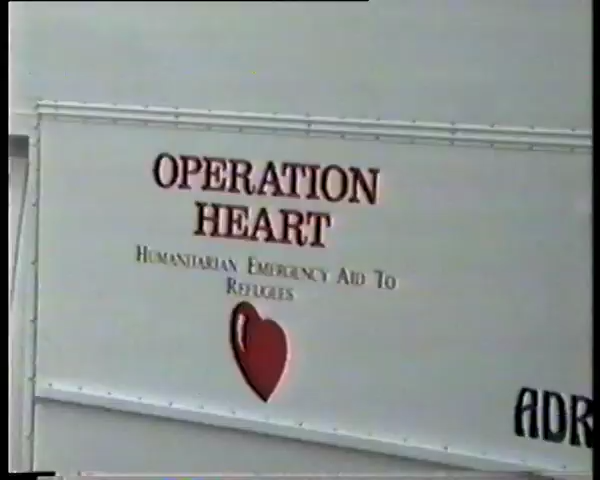 OPERATION
HEART
HUMANITARIAN EMERGENCY AID TO
REFUGEES
ADR